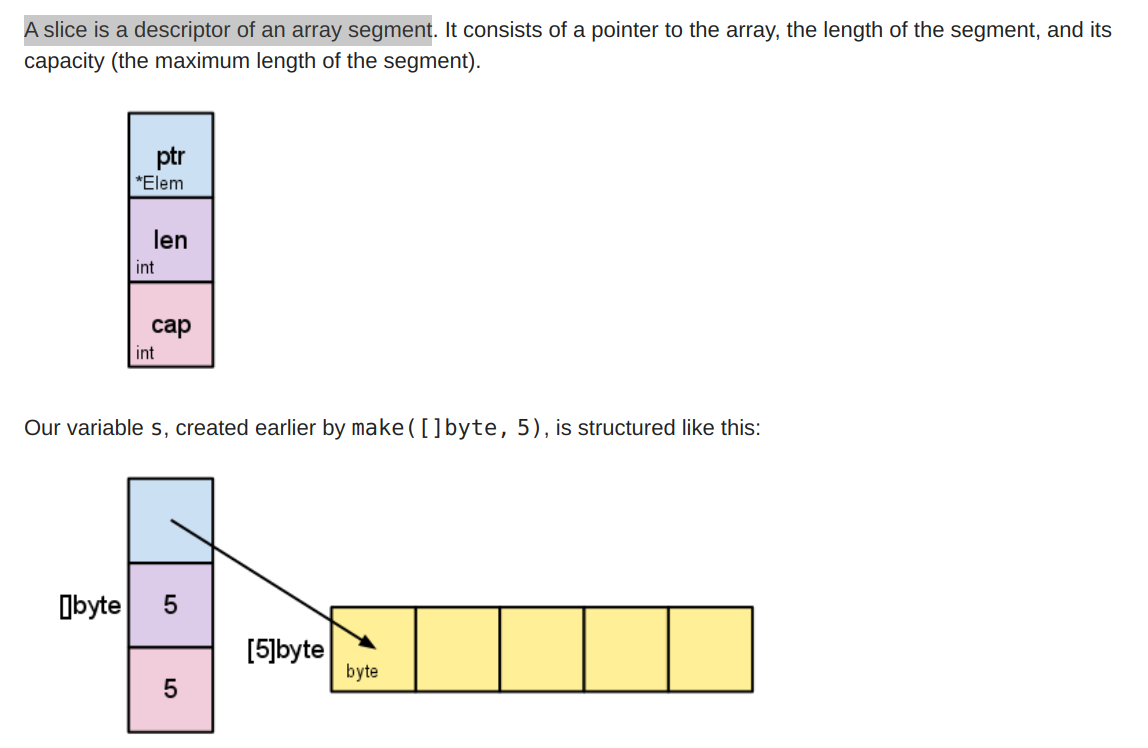 A slice is a descriptor of an array segment. It consists of a pointer to the array, the length of the segment, and its
capacity (the maximum length of the segment).
ptr
*Elem
len
int
cap
int
Our variable s, created earlier by make([]byte, 5), is structured like this:
[]byte
5
5
[5]byte
byte